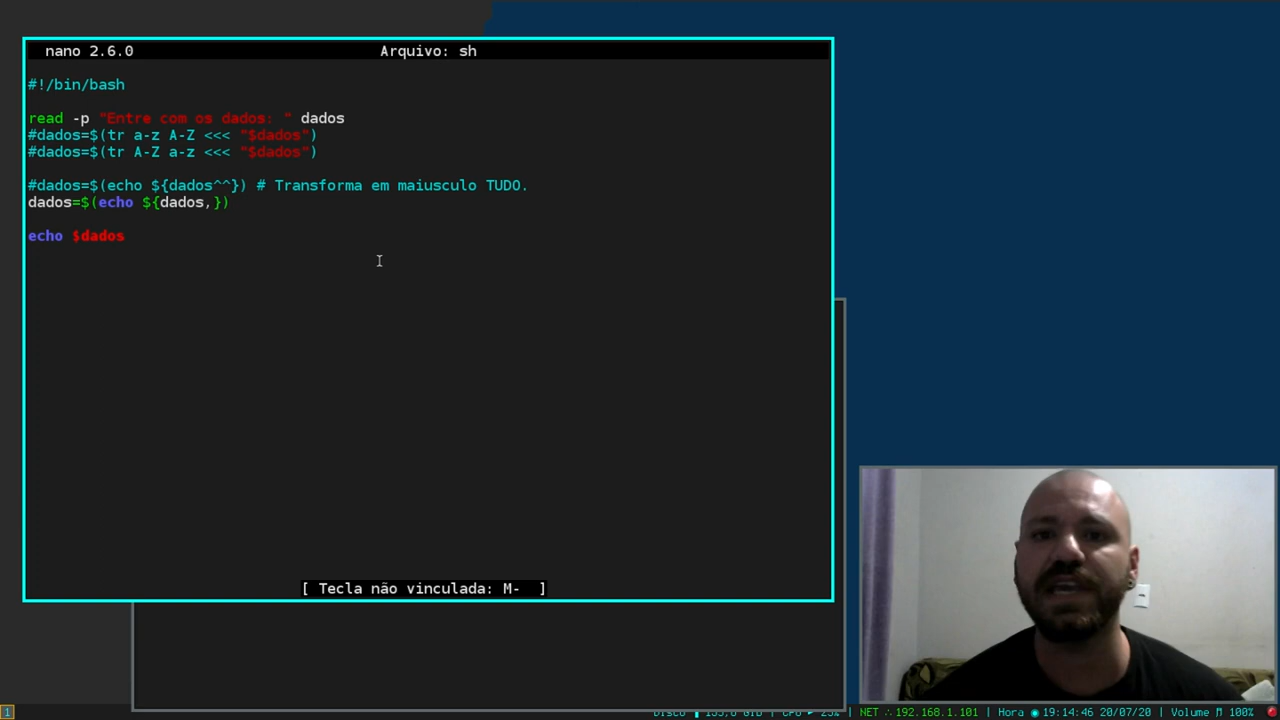 nano 2.6.0 Arquivo: sh
#!/bin/bash
read -p "Entre com os dados: " dados
#dados=$(tr a-z A-Z <<< "$dados")
#dados=$(tr A-Z a-z <<< "$dados")
#dados=$(echo ${dados^^}) # Transforma em maiusculo TUDO.
dados=$(echo ${dados,})
echo $dados
[ Tecla não vinculada: M- ]
1
NET ∴ 192.168.1.101 | Hora ◉ 19:14:46 20/07/20 | Volume 100%